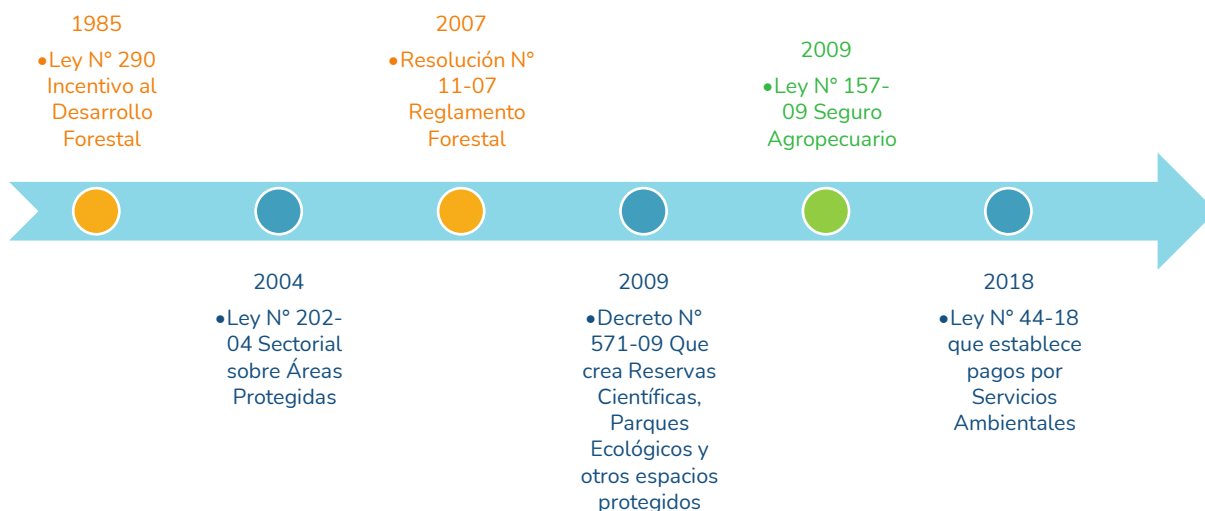 1985
•Ley N° 290
Incentivo al
Desarrollo
Forestal
2004
•Ley N° 202-
04 Sectorial
sobre Áreas
Protegidas
2007
•Resolución N°
11-07
Reglamento
Forestal
2009
•Decreto N°
571-09 Que
crea Reservas
Científicas,
Parques
Ecológicos y
otros espacios
protegidos
2009
•Ley N° 157-
09 Seguro
Agropecuario
2018
•Ley N° 44-18
que establece
pagos por
Servicios
Ambientales